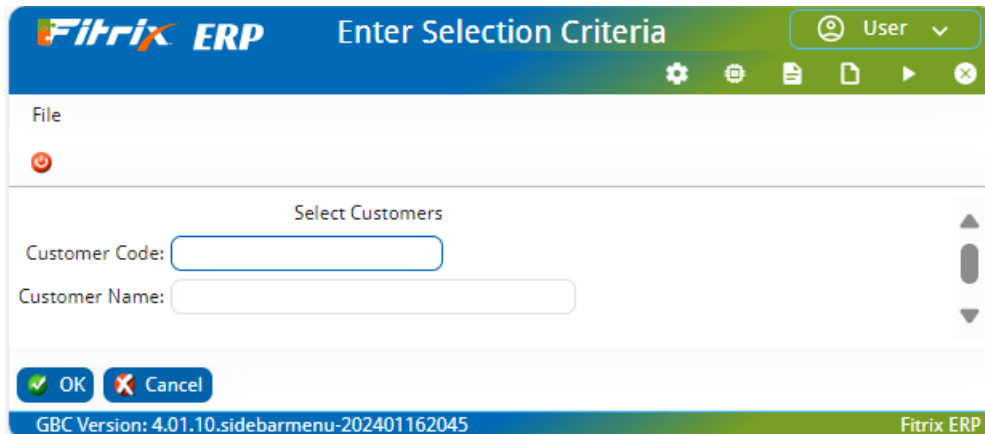 Fitrix ERP Enter Selection Criteria User
File
Select Customers
Customer Code:
Customer Name:
OK Cancel
GBC Version: 4.01.10.sidebarmenu-202401162045 Fitrix ERP